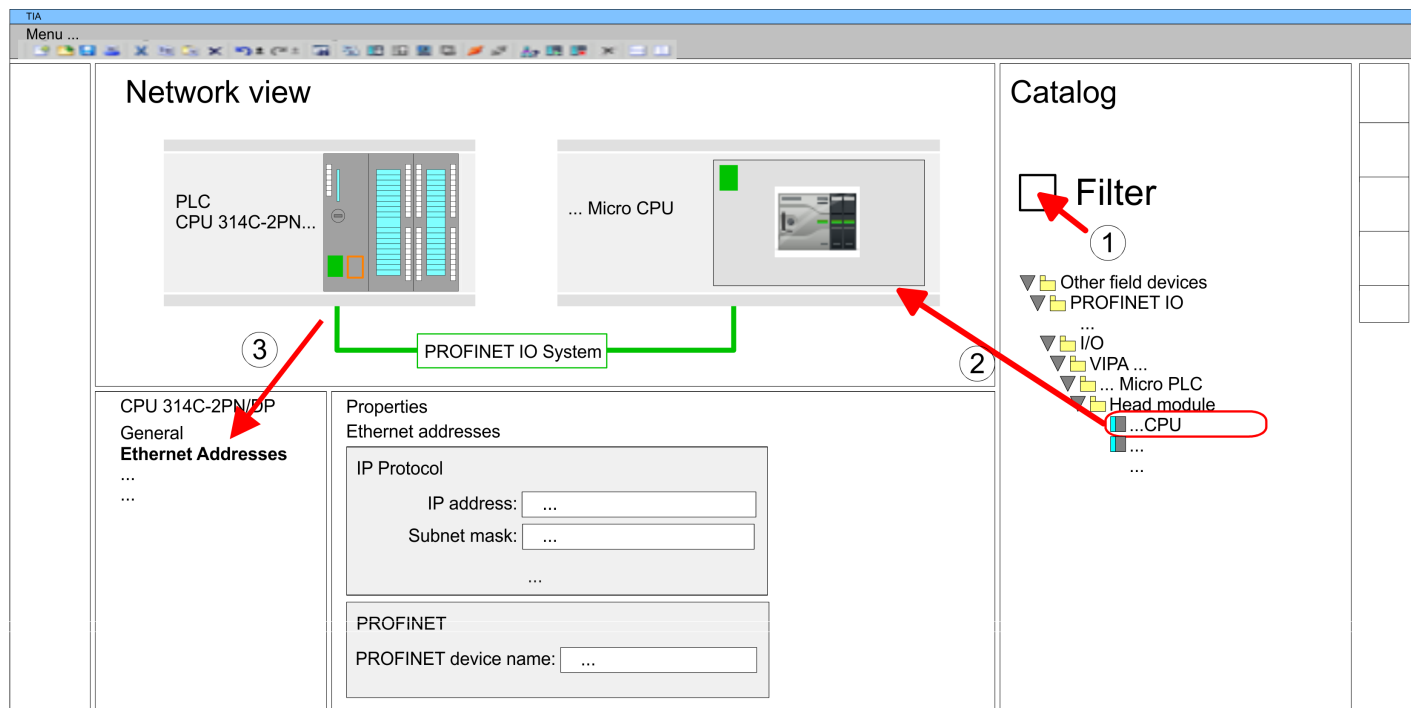 TIA
Menu ...
Network view
PLC
CPU 314C-2PN...
... Micro CPU
PROFINET IO System
3
2
Catalog
Filter
1
Other field devices
PROFINET IO
...
I/O
VIPA ...
... Micro PLC
Head module
...CPU
...
...
CPU 314C-2PN/DP
General
Ethernet Addresses
...
...
Properties
Ethernet addresses
IP Protocol
IP address: ...
Subnet mask: ...
...
PROFINET
PROFINET device name: ...